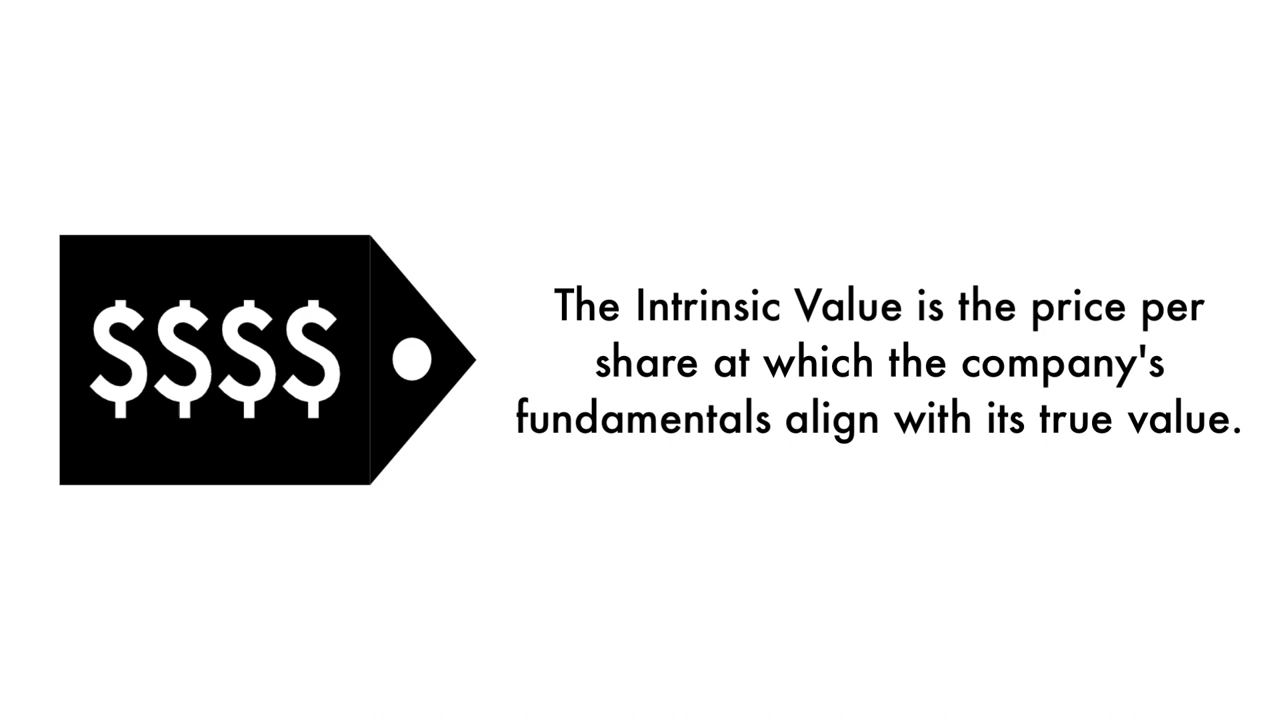 $$$$
The Intrinsic Value is the price per
share at which the company's
fundamentals align with its true value.